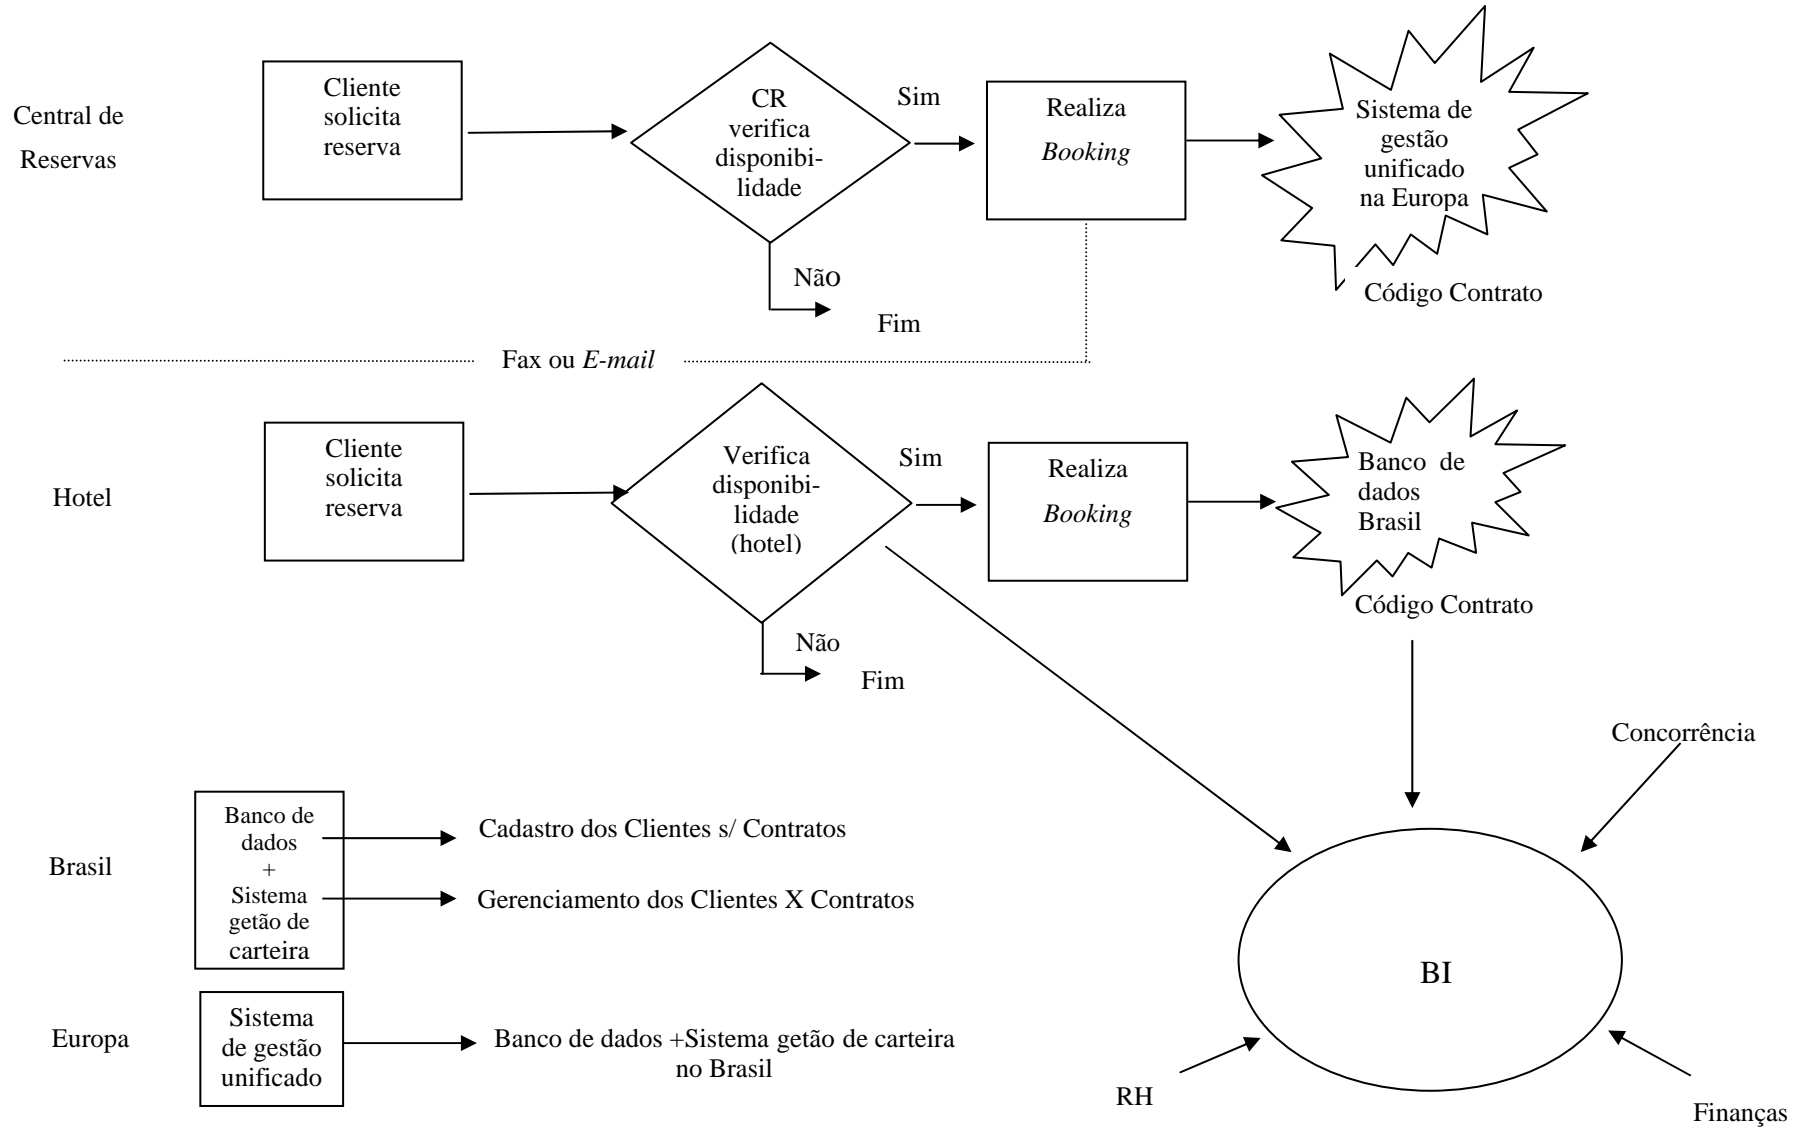 Central de
Reservas
Cliente
solicita
reserva
CR
verifica
disponibi-
lidade
Sim
Realiza
Booking
Sistema de
gestão
unificado
na Europa
Código Contrato
Não
Fim
Fax ou E-mail
Hotel
Cliente
solicita
reserva
Verifica
disponibi-
lidade
(hotel)
Sim
Realiza
Booking
Banco de
dados
Brasil
Código Contrato
Não
Fim
Concorrência
Brasil
Banco de
dados
+
Sistema
getão de
carteira
Cadastro dos Clientes s/ Contratos
Gerenciamento dos Clientes X Contratos
BI
Europa
Sistema
de gestão
unificado
Banco de dados +Sistema getão de carteira
no Brasil
RH
Finanças